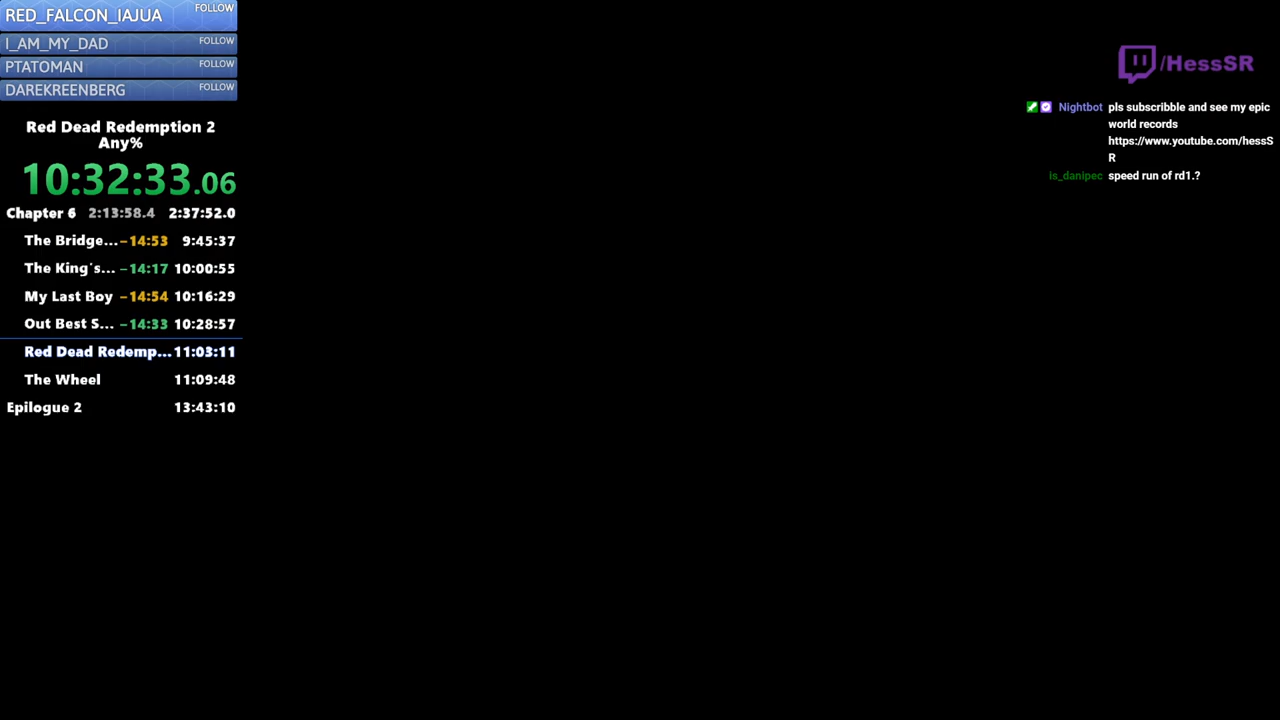 RED_FALCON_IAJUA FOLLOW
I_AM_MY_DAD FOLLOW
PTATOMAN FOLLOW
DAREKREENBERG FOLLOW
Red Dead Redemption 2
Any%
10:32:33.06
Chapter 6 2:13:58.4 2:37:52.0
The Bridge... -14:53 9:45:37
The King's... -14:17 10:00:55
My Last Boy -14:54 10:16:29
Out Best S... -14:33 10:28:57
Red Dead Redemp... 11:03:11
The Wheel 11:09:48
Epilogue 2 13:43:10
/HessSR
Nightbot pls subscribble and see my epic
world records
https://www.youtube.com/hessS
R
is_danipec speed run of rd1.?